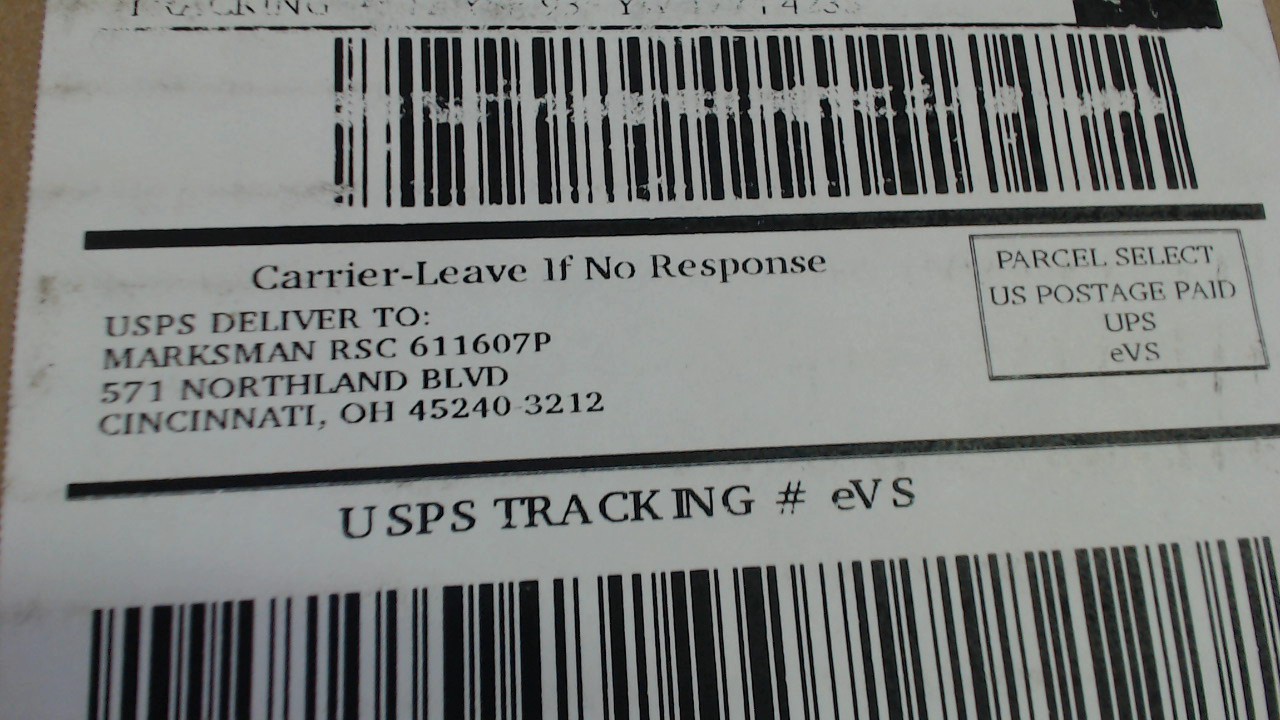 Carrier-Leave If No Response
PARCEL SELECT
US POSTAGE PAID
UPS
eVS
USPS DELIVER TO:
MARKSMAN RSC 611607P
571 NORTHLAND BLVD
CINCINNATI, OH 45240-3212
USPS TRACKING # eVS